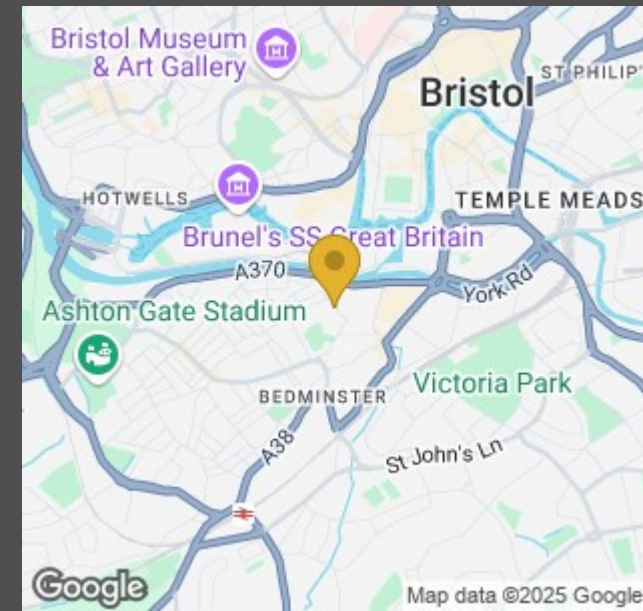 Bristol Museum
& Art Gallery
ST PHILIP'
Bristol
HOTWELLS
TEMPLE MEADS
Brunel's SS Great Britain
A370
York Rd
Ashton Gate Stadium
Victoria Park
BEDMINSTER
A38
St John's Ln
Google
Map data ©2025 Google